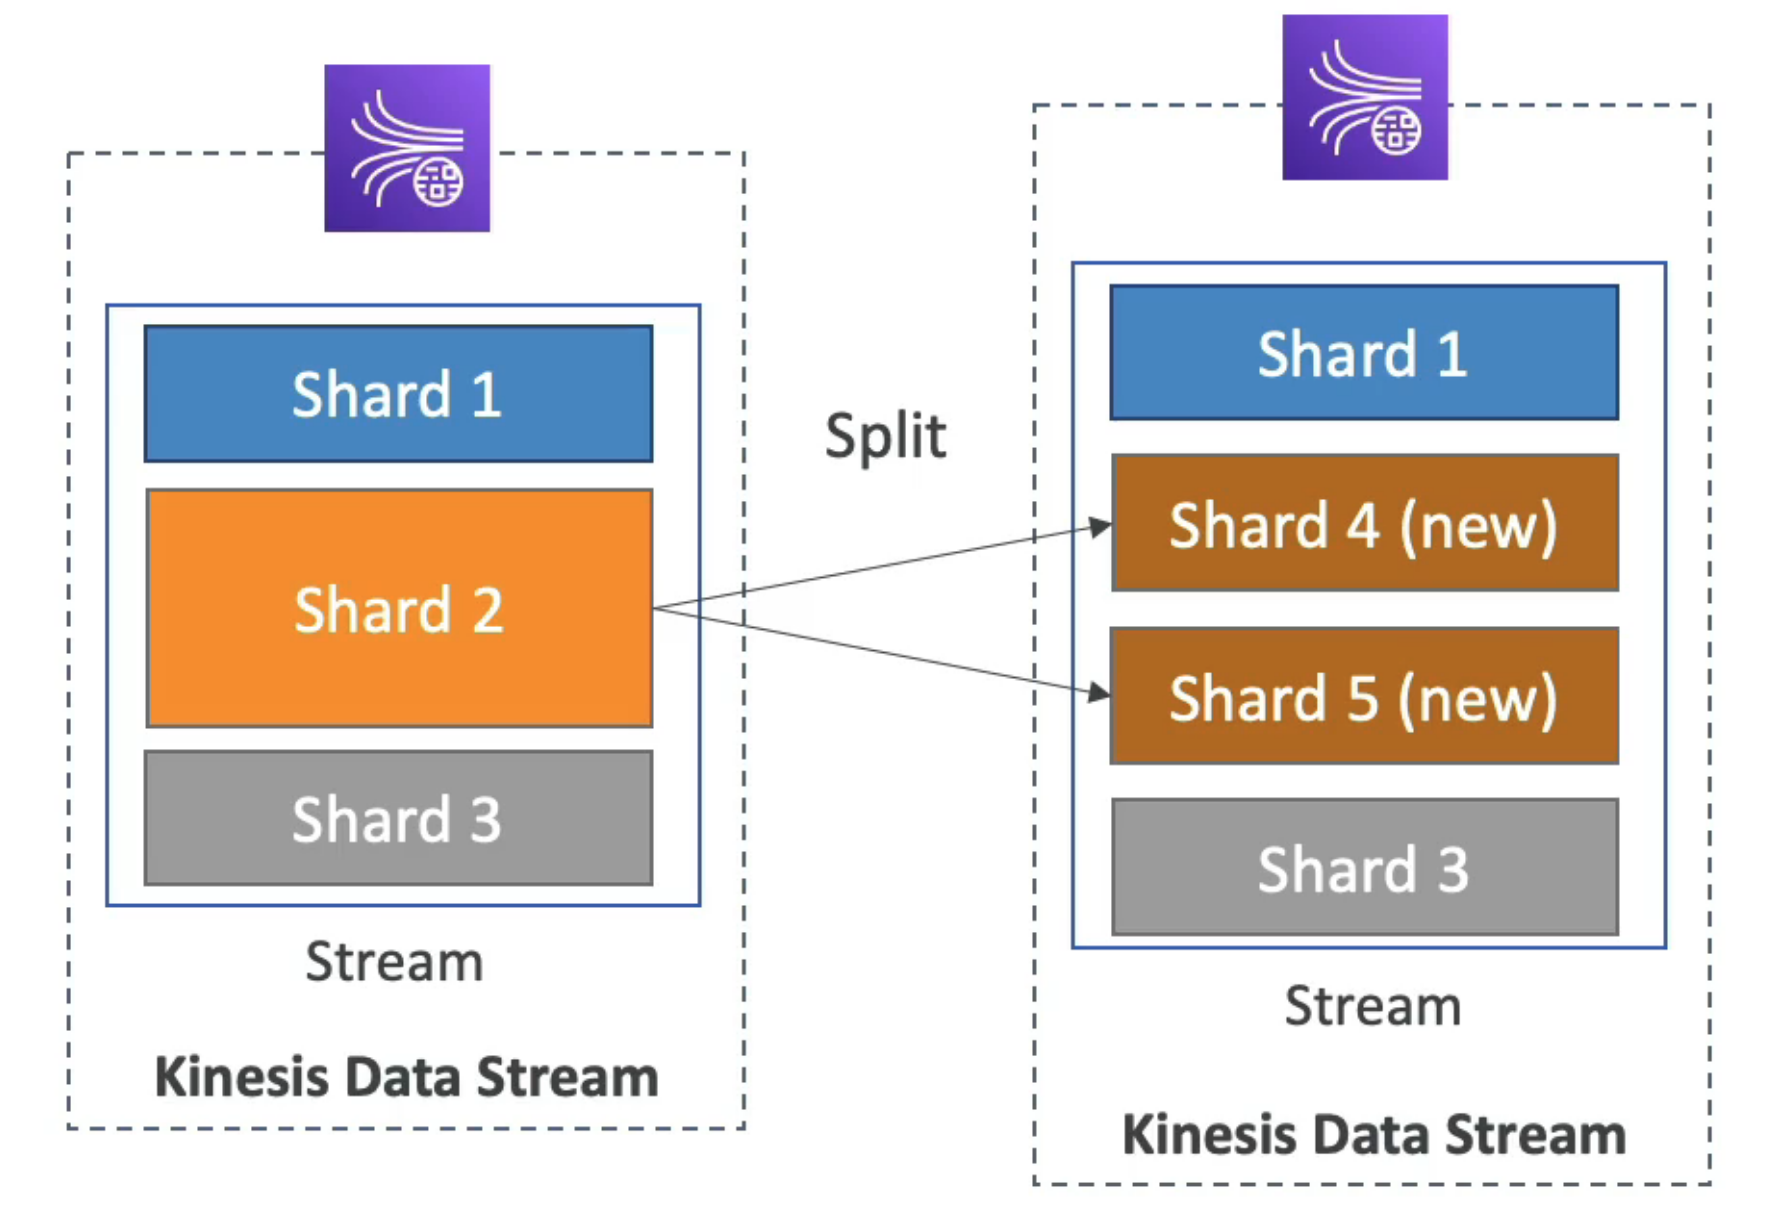 Shard 1
Shard 2
Shard 3
Stream
Kinesis Data Stream
Split
Shard 1
Shard 4 (new)
Shard 5 (new)
Shard 3
Stream
Kinesis Data Stream